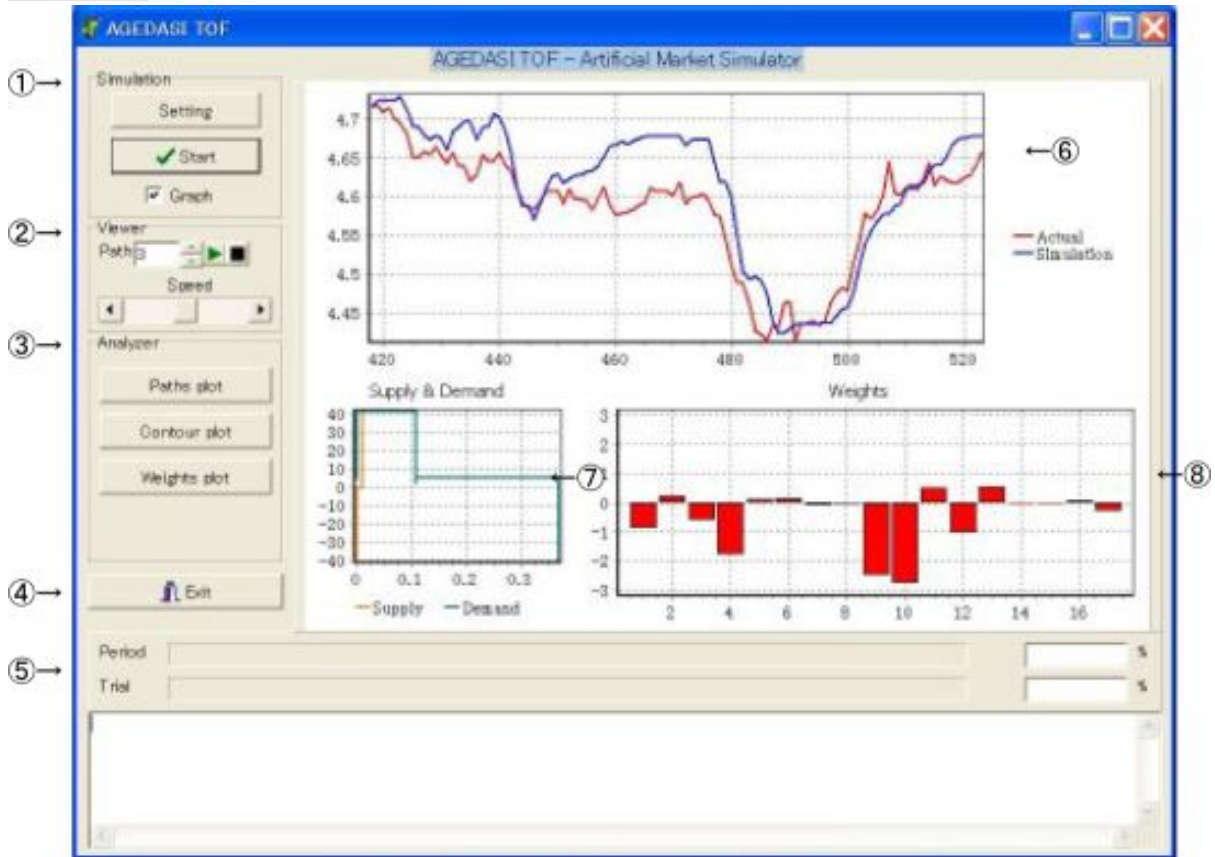 AGEDASI TOF
AGEDASI TOF - Artificial Market Simulator
①→
Simulation
Setting
Start
Graph
②→
Viewer
Path 3
Speed
③→
Analyzer
Paths plot
Contour plot
Weights plot
④→
Exit
4.7
4.65
4.6
4.55
4.5
4.45
420 440 460 480 500 520
←⑥
Actual
Simulation
Supply & Demand
40
30
20
10
0
-10
-20
-30
-40
0 0.1 0.2 0.3
Supply Demand
←⑦
Weights
3
2
1
0
-1
-2
-3
2 4 6 8 10 12 14 16
←⑧
⑤→
Period %
Trial %